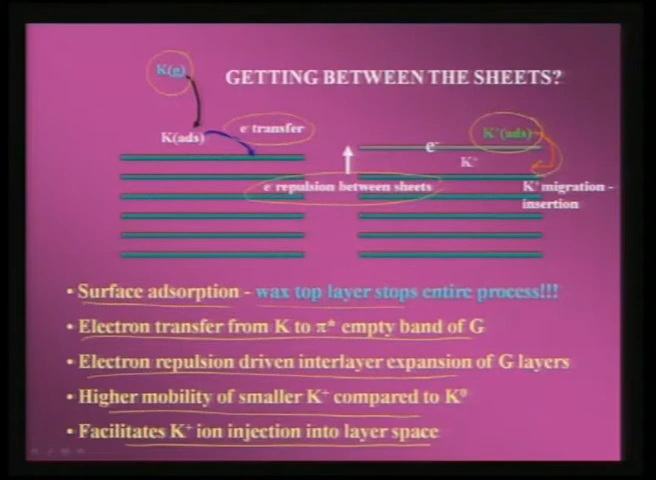 K(g)
GETTING BETWEEN THE SHEETS?
K(ads)
e⁻ transfer
e⁻
K⁺(ads)
K⁺
e⁻ repulsion between sheets
K⁺ migration -
insertion
• Surface adsorption - wax top layer stops entire process!!!
• Electron transfer from K to π* empty band of G
• Electron repulsion driven interlayer expansion of G layers
• Higher mobility of smaller K⁺ compared to K⁰
• Facilitates K⁺ ion injection into layer space